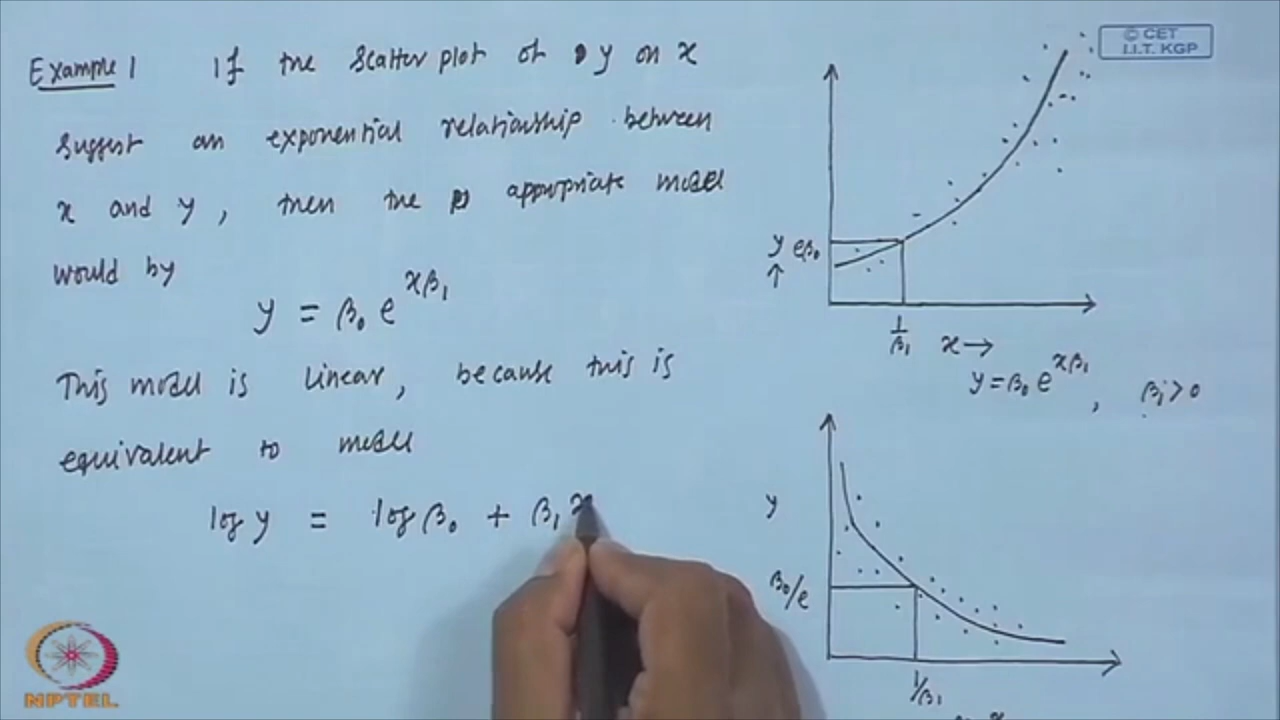 Example 1 If the scatter plot of y on x
suggest an exponential relationship between
x and y, then the appropriate model
would by
y = β₀ e^{xβ₁}
This model is linear, because this is
equivalent to model
log y = log β₀ + β₁ x
© CET
I.I.T. KGP
y eβ₀
↑
1/β₁ x →
y = β₀ e^{xβ₁}, β₁ > 0
y
β₀/e
1/β₁
x
NPTEL